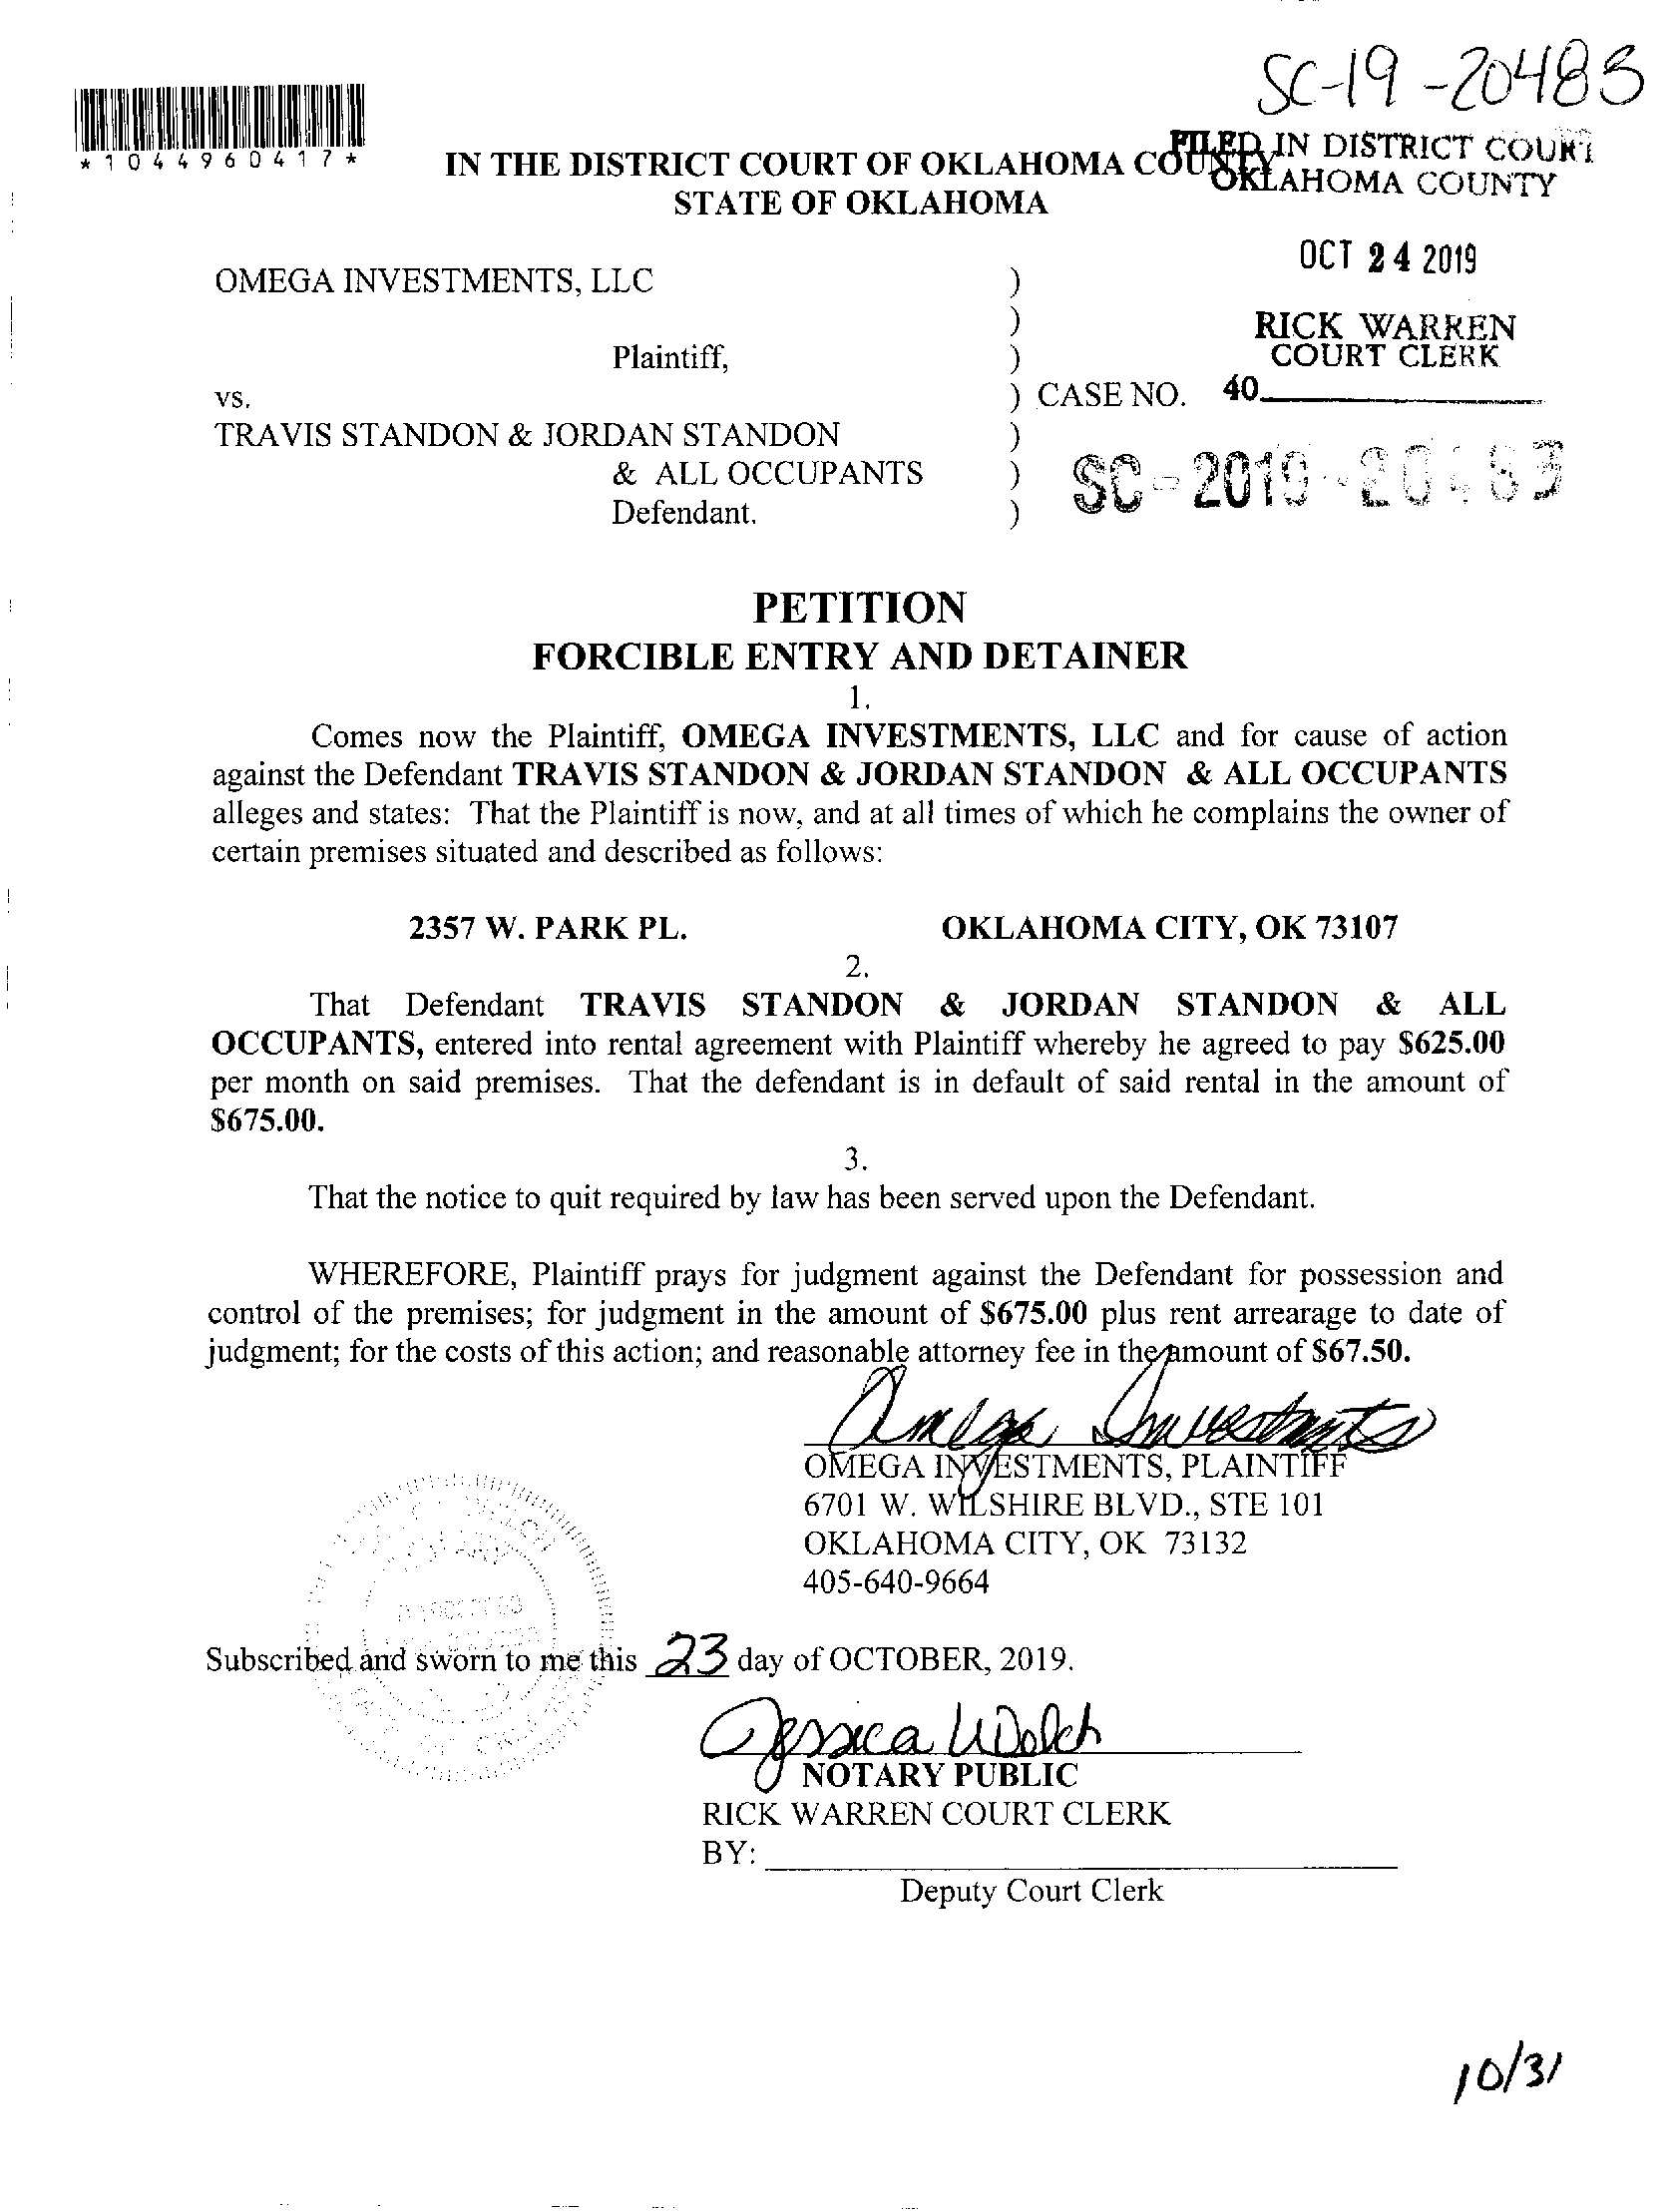 SC-19-20483
*1044960417*
IN THE DISTRICT COURT OF OKLAHOMA COUNTY
STATE OF OKLAHOMA
FILED IN DISTRICT COURT
OKLAHOMA COUNTY
OCT 24 2019
RICK WARREN
COURT CLERK
40
OMEGA INVESTMENTS, LLC )
)
Plaintiff, )
vs. ) CASE NO.
TRAVIS STANDON & JORDAN STANDON )
& ALL OCCUPANTS ) SC-2019-20483
Defendant. )
PETITION
FORCIBLE ENTRY AND DETAINER
1.
Comes now the Plaintiff, OMEGA INVESTMENTS, LLC and for cause of action
against the Defendant TRAVIS STANDON & JORDAN STANDON & ALL OCCUPANTS
alleges and states: That the Plaintiff is now, and at all times of which he complains the owner of
certain premises situated and described as follows:
2357 W. PARK PL. OKLAHOMA CITY, OK 73107
2.
That Defendant TRAVIS STANDON & JORDAN STANDON & ALL
OCCUPANTS, entered into rental agreement with Plaintiff whereby he agreed to pay $625.00
per month on said premises. That the defendant is in default of said rental in the amount of
$675.00.
3.
That the notice to quit required by law has been served upon the Defendant.
WHEREFORE, Plaintiff prays for judgment against the Defendant for possession and
control of the premises; for judgment in the amount of $675.00 plus rent arrearage to date of
judgment; for the costs of this action; and reasonable attorney fee in the amount of $67.50.
Omega Investments
OMEGA INVESTMENTS, PLAINTIFF
6701 W. WILSHIRE BLVD., STE 101
OKLAHOMA CITY, OK 73132
405-640-9664
Subscribed and sworn to me this 23 day of OCTOBER, 2019.
Jessica Welch
NOTARY PUBLIC
RICK WARREN COURT CLERK
BY:
Deputy Court Clerk
10/31